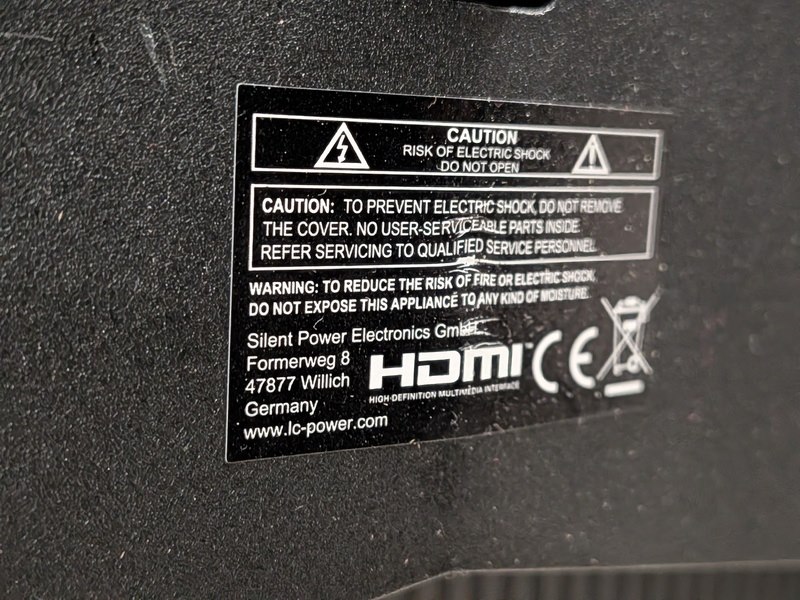 CAUTION
RISK OF ELECTRIC SHOCK
DO NOT OPEN
CAUTION: TO PREVENT ELECTRIC SHOCK, DO NOT REMOVE
THE COVER. NO USER-SERVICEABLE PARTS INSIDE.
REFER SERVICING TO QUALIFIED SERVICE PERSONNEL.
WARNING: TO REDUCE THE RISK OF FIRE OR ELECTRIC SHOCK,
DO NOT EXPOSE THIS APPLIANCE TO ANY KIND OF MOISTURE.
Silent Power Electronics GmbH
Formerweg 8
47877 Willich
Germany
www.lc-power.com
HDMI™
HIGH-DEFINITION MULTIMEDIA INTERFACE
CE